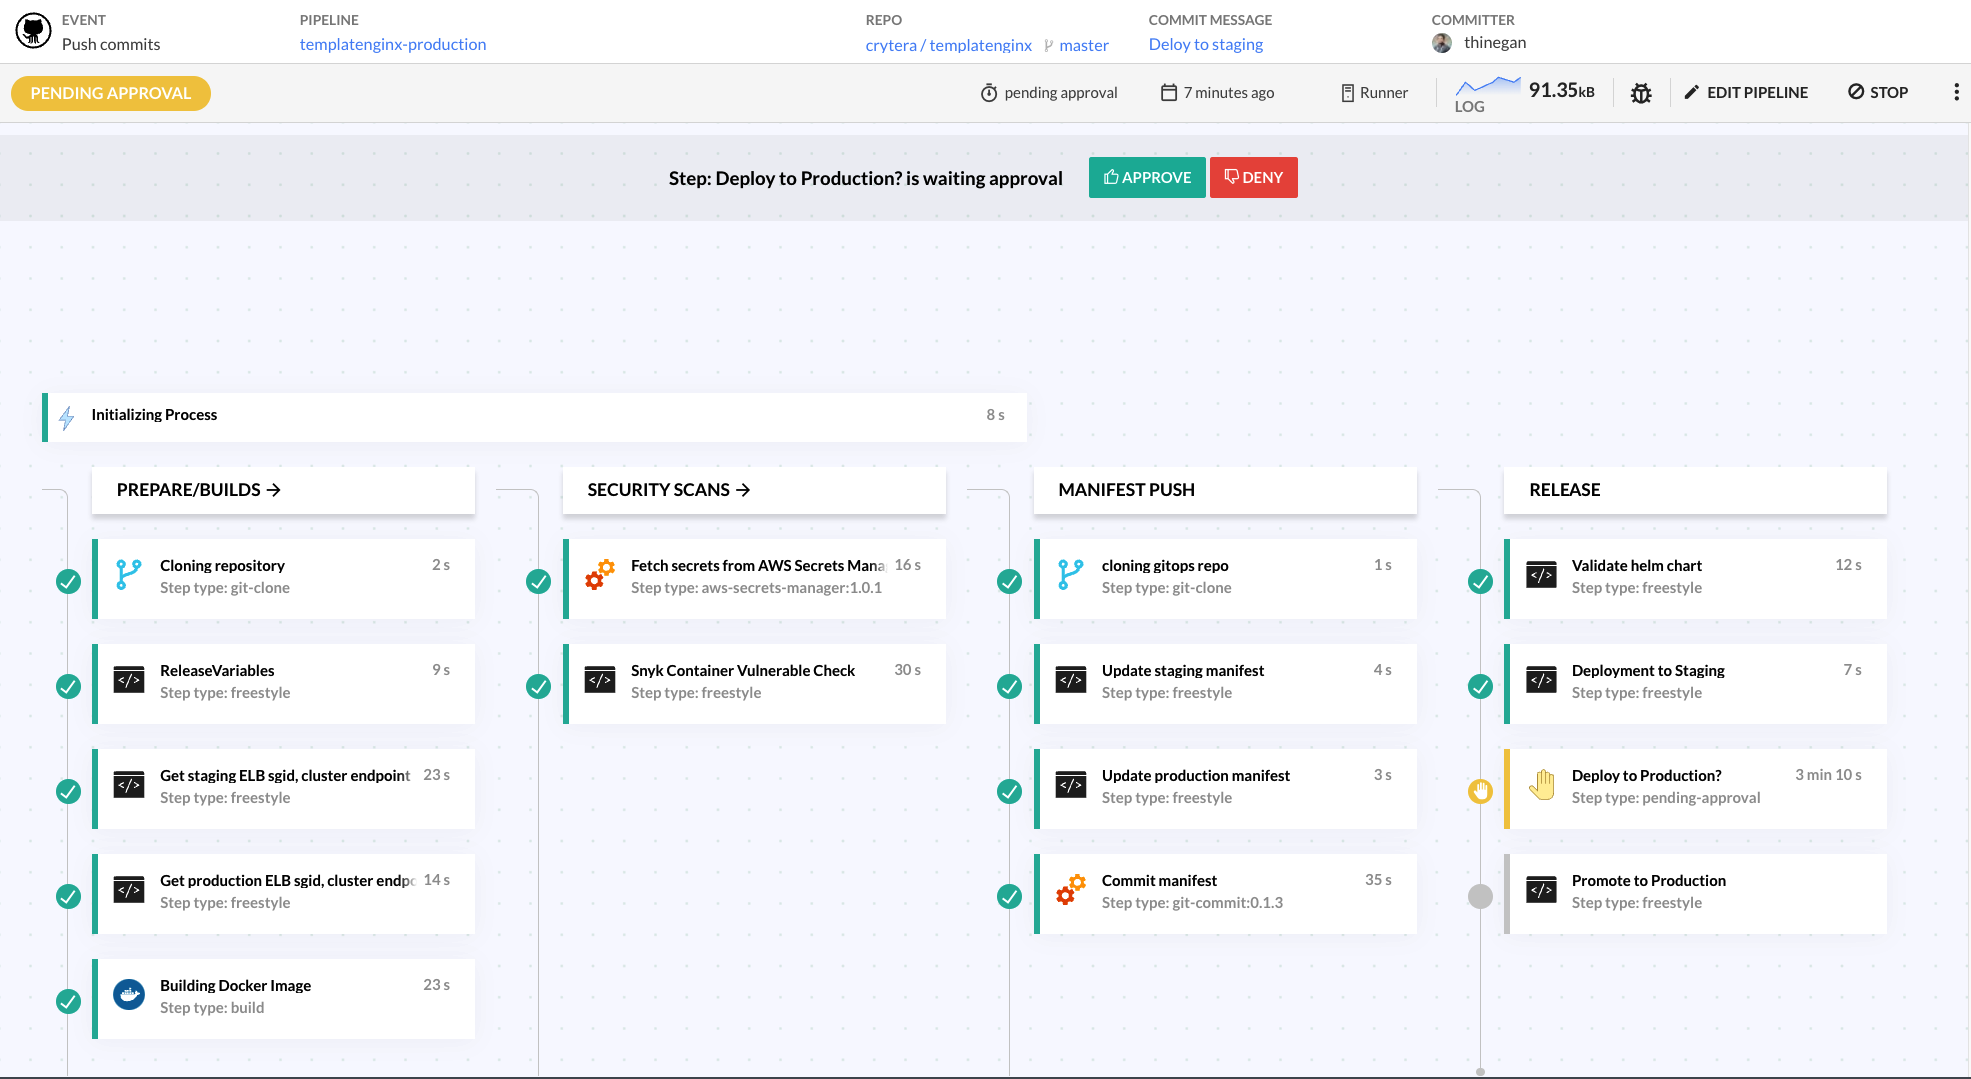 EVENT
Push commits
PIPELINE
templatenginx-production
REPO
crytera / templatenginx master
COMMIT MESSAGE
Deloy to staging
COMMITTER
thinegan
PENDING APPROVAL
pending approval
7 minutes ago
Runner
LOG
91.35kB
EDIT PIPELINE
STOP
Step: Deploy to Production? is waiting approval
APPROVE
DENY
Initializing Process 8 s
PREPARE/BUILDS →
Cloning repository 2 s
Step type: git-clone
ReleaseVariables 9 s
Step type: freestyle
Get staging ELB sgid, cluster endpoint 23 s
Step type: freestyle
Get production ELB sgid, cluster endpo 14 s
Step type: freestyle
Building Docker Image 23 s
Step type: build
SECURITY SCANS →
Fetch secrets from AWS Secrets Mana 16 s
Step type: aws-secrets-manager:1.0.1
Snyk Container Vulnerable Check 30 s
Step type: freestyle
MANIFEST PUSH
cloning gitops repo 1 s
Step type: git-clone
Update staging manifest 4 s
Step type: freestyle
Update production manifest 3 s
Step type: freestyle
Commit manifest 35 s
Step type: git-commit:0.1.3
RELEASE
Validate helm chart 12 s
Step type: freestyle
Deployment to Staging 7 s
Step type: freestyle
Deploy to Production? 3 min 10 s
Step type: pending-approval
Promote to Production
Step type: freestyle